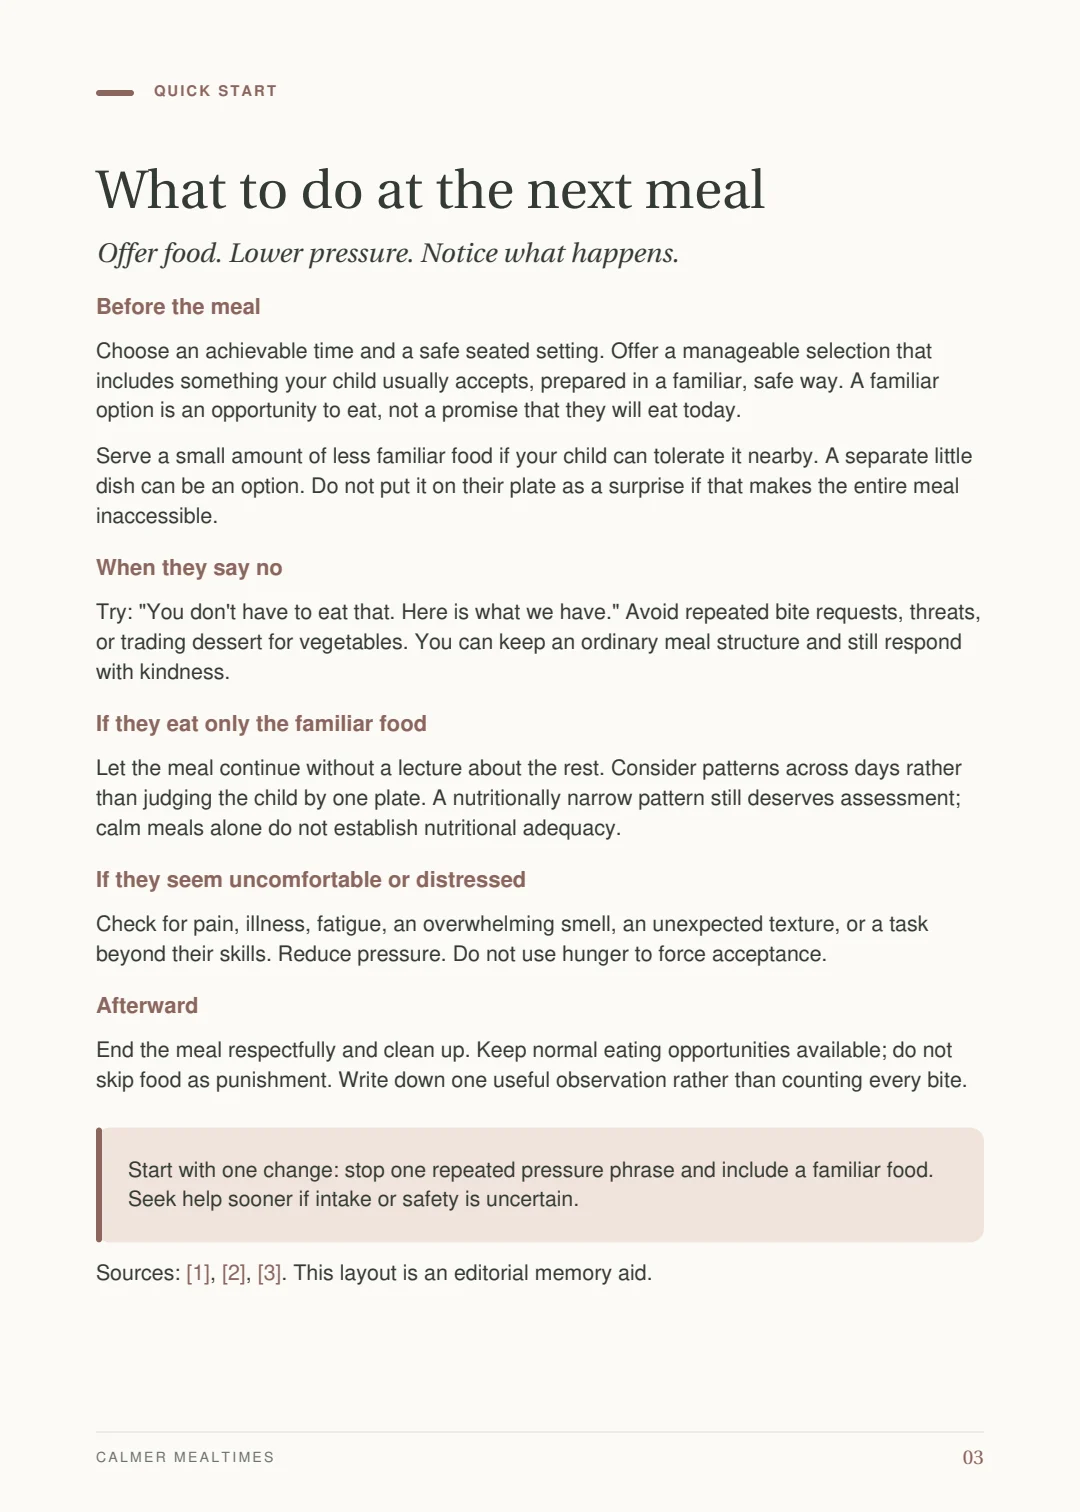 QUICK START
What to do at the next meal
Offer food. Lower pressure. Notice what happens.
Before the meal
Choose an achievable time and a safe seated setting. Offer a manageable selection that
includes something your child usually accepts, prepared in a familiar, safe way. A familiar
option is an opportunity to eat, not a promise that they will eat today.
Serve a small amount of less familiar food if your child can tolerate it nearby. A separate little
dish can be an option. Do not put it on their plate as a surprise if that makes the entire meal
inaccessible.
When they say no
Try: "You don't have to eat that. Here is what we have." Avoid repeated bite requests, threats,
or trading dessert for vegetables. You can keep an ordinary meal structure and still respond
with kindness.
If they eat only the familiar food
Let the meal continue without a lecture about the rest. Consider patterns across days rather
than judging the child by one plate. A nutritionally narrow pattern still deserves assessment;
calm meals alone do not establish nutritional adequacy.
If they seem uncomfortable or distressed
Check for pain, illness, fatigue, an overwhelming smell, an unexpected texture, or a task
beyond their skills. Reduce pressure. Do not use hunger to force acceptance.
Afterward
End the meal respectfully and clean up. Keep normal eating opportunities available; do not
skip food as punishment. Write down one useful observation rather than counting every bite.
Start with one change: stop one repeated pressure phrase and include a familiar food.
Seek help sooner if intake or safety is uncertain.
Sources: [1], [2], [3]. This layout is an editorial memory aid.
CALMER MEALTIMES
03